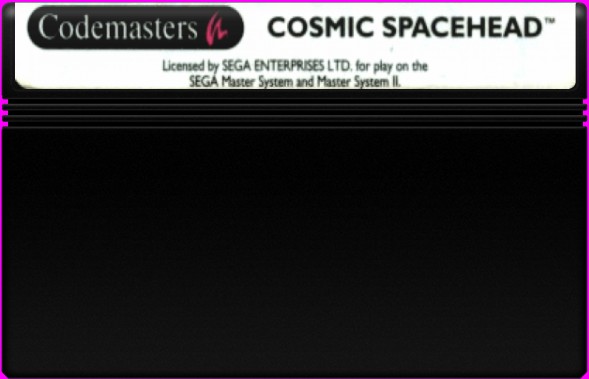 Codemasters
COSMIC SPACEHEAD™
Licensed by SEGA ENTERPRISES LTD. for play on the
SEGA Master System and Master System II.